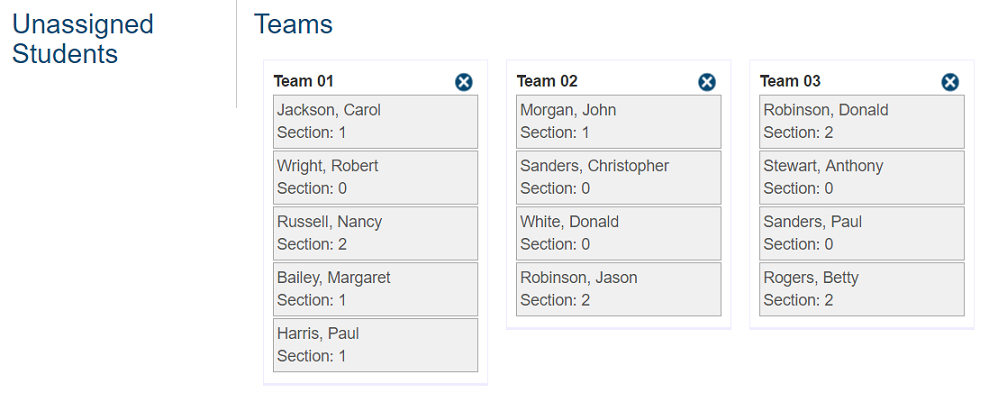 Unassigned
Students
Teams
Team 01
Jackson, Carol
Section: 1
Wright, Robert
Section: 0
Russell, Nancy
Section: 2
Bailey, Margaret
Section: 1
Harris, Paul
Section: 1
Team 02
Morgan, John
Section: 1
Sanders, Christopher
Section: 0
White, Donald
Section: 0
Robinson, Jason
Section: 2
Team 03
Robinson, Donald
Section: 2
Stewart, Anthony
Section: 0
Sanders, Paul
Section: 0
Rogers, Betty
Section: 2